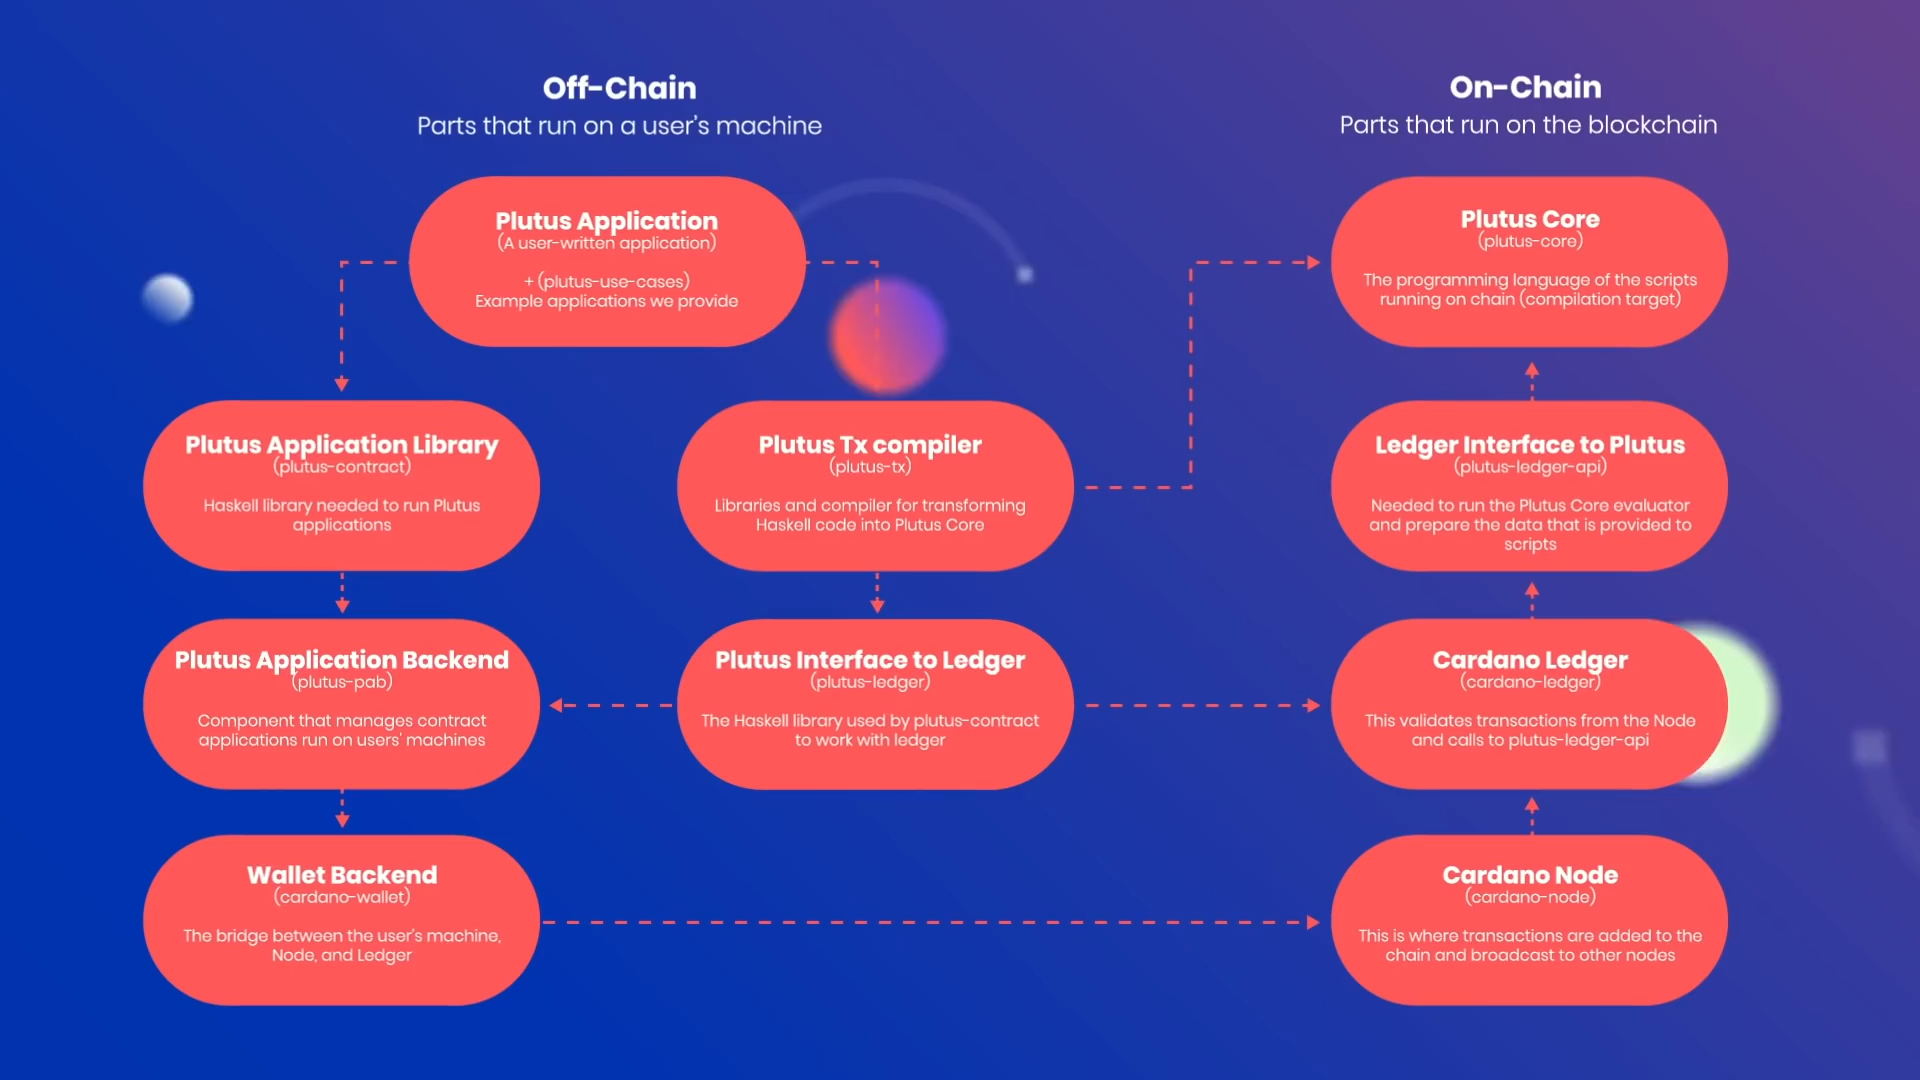 Off-Chain
Parts that run on a user's machine
On-Chain
Parts that run on the blockchain
Plutus Application
(A user-written application)
+ (plutus-use-cases)
Example applications we provide
Plutus Core
(plutus-core)
The programming language of the scripts
running on chain (compilation target)
Plutus Application Library
(plutus-contract)
Haskell library needed to run Plutus
applications
Plutus Tx compiler
(plutus-tx)
Libraries and compiler for transforming
Haskell code into Plutus Core
Ledger Interface to Plutus
(plutus-ledger-api)
Needed to run the Plutus Core evaluator
and prepare the data that is provided to
scripts
Plutus Application Backend
(plutus-pab)
Component that manages contract
applications run on users' machines
Plutus Interface to Ledger
(plutus-ledger)
The Haskell library used by plutus-contract
to work with ledger
Cardano Ledger
(cardano-ledger)
This validates transactions from the Node
and calls to plutus-ledger-api
Wallet Backend
(cardano-wallet)
The bridge between the user's machine,
Node, and Ledger
Cardano Node
(cardano-node)
This is where transactions are added to the
chain and broadcast to other nodes